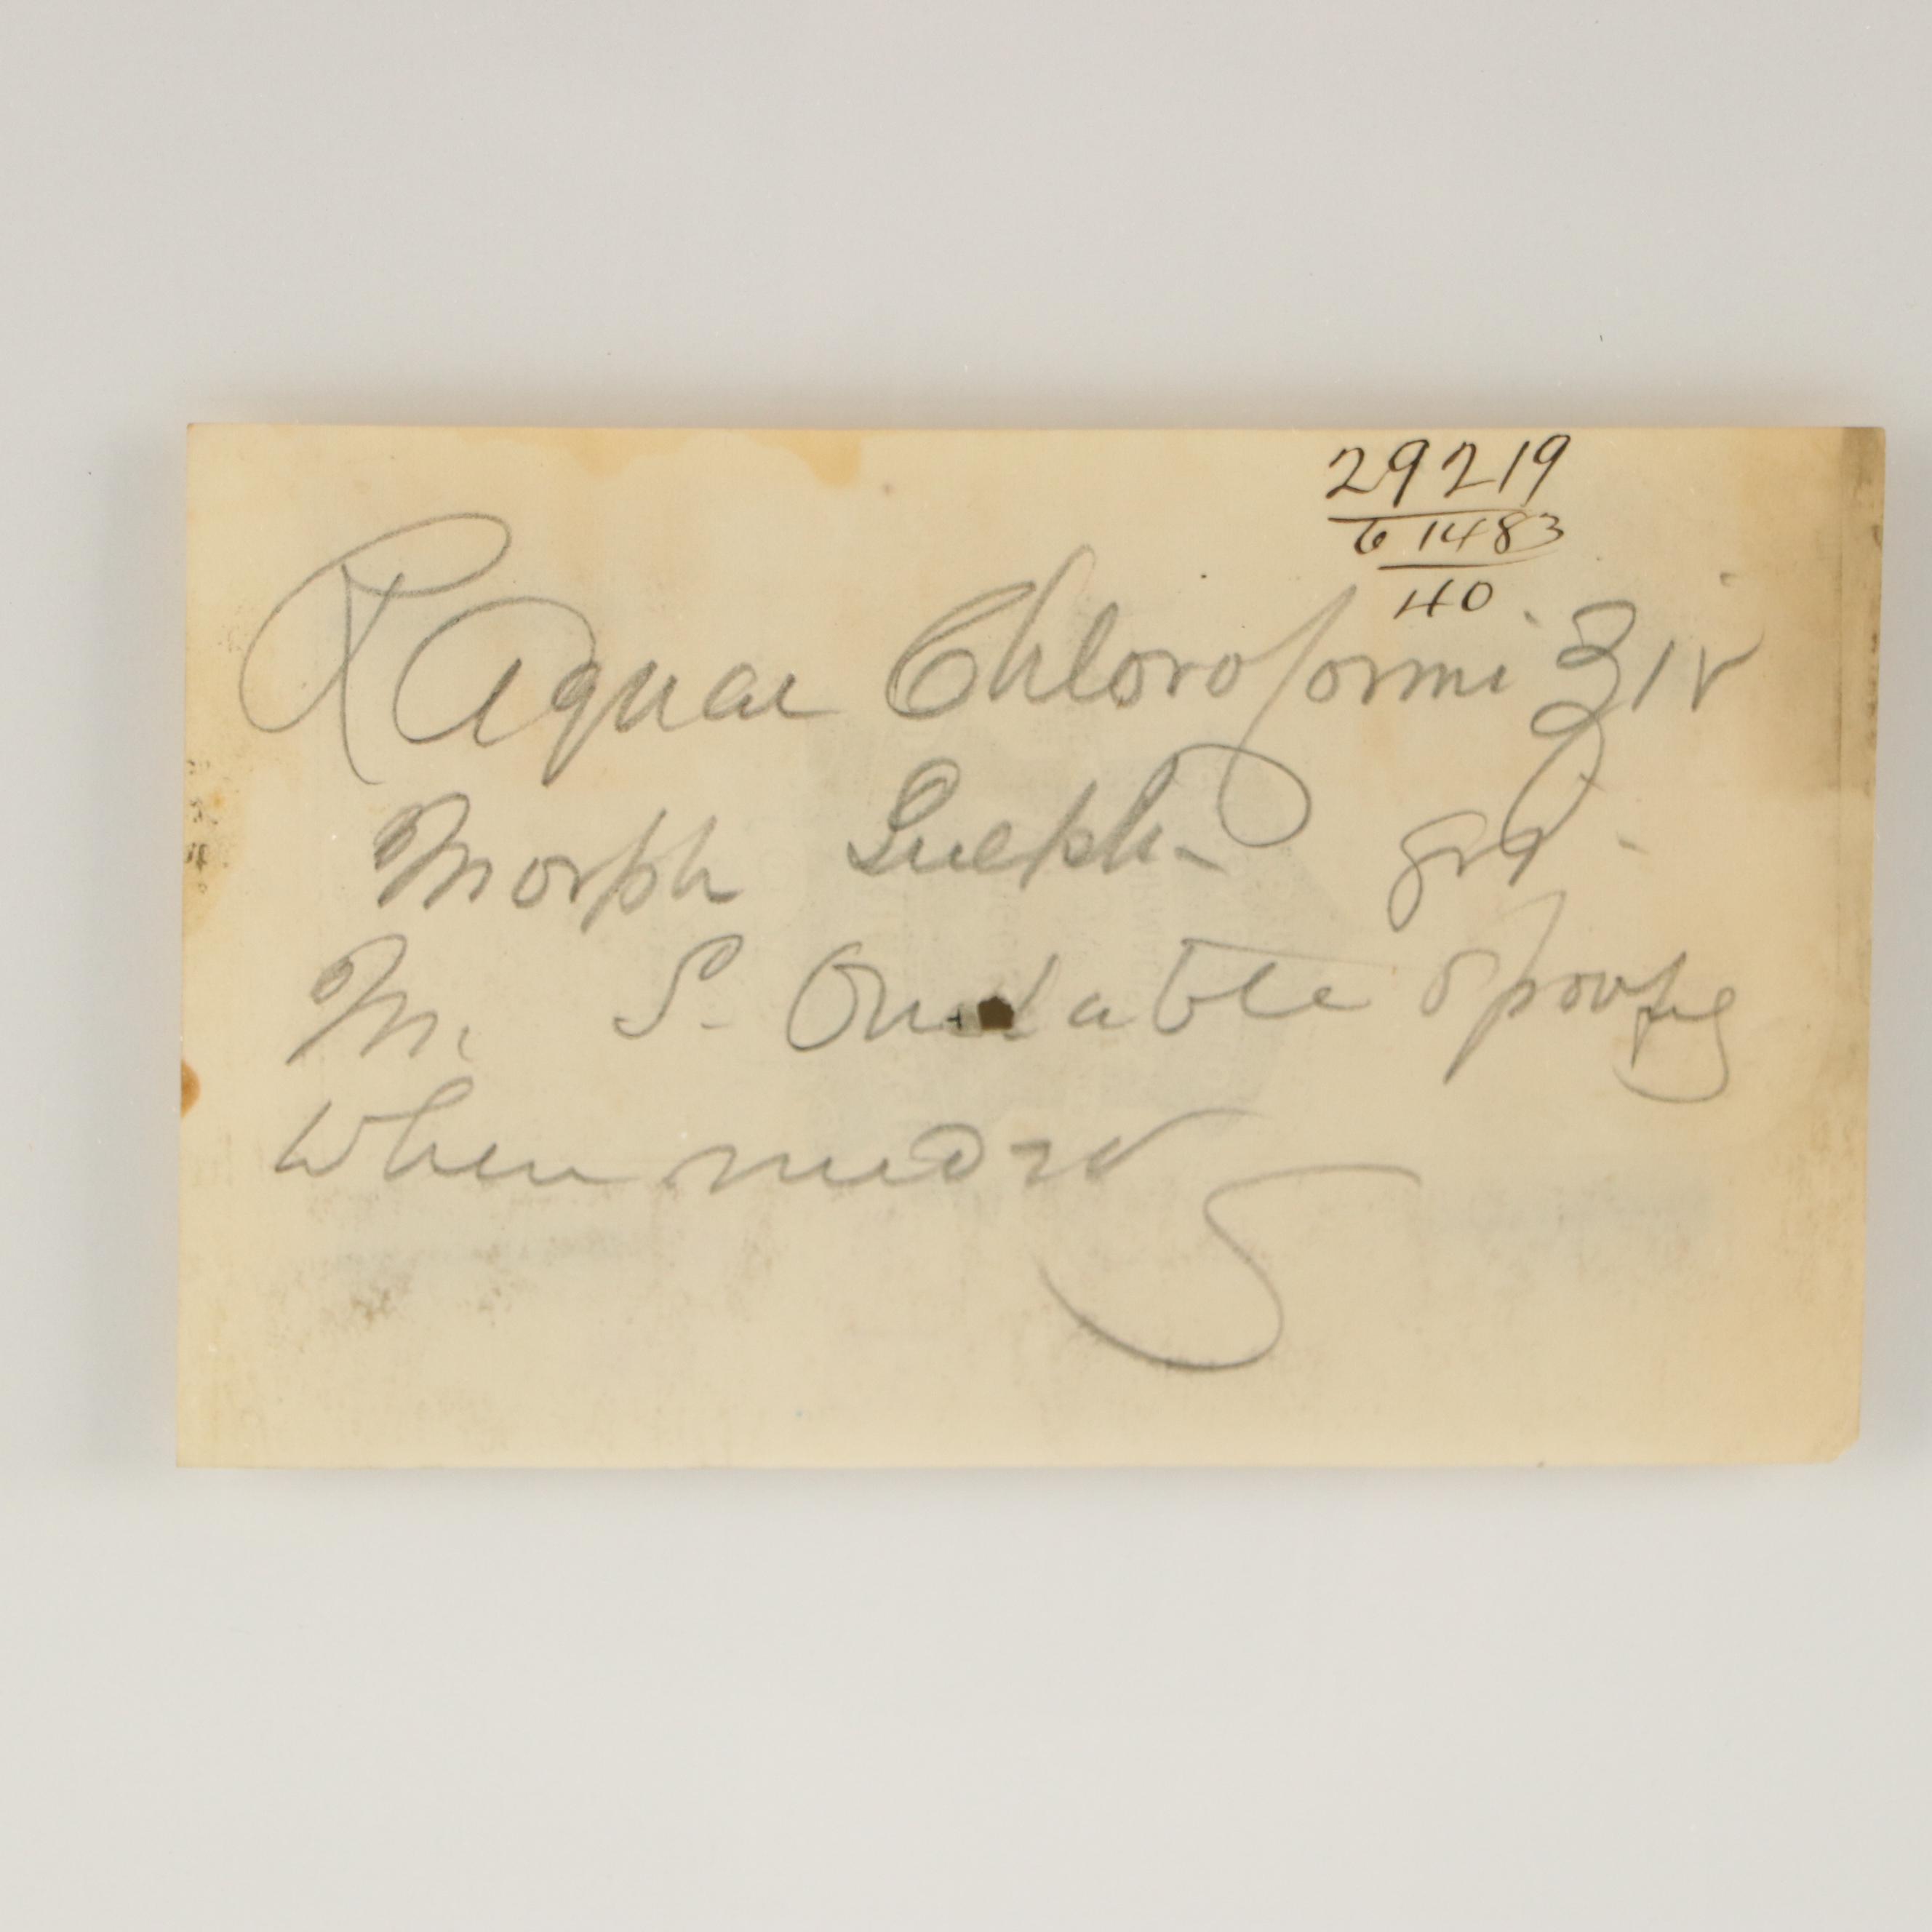 29219
6 1483
40
℞ Aquae Chloroformi ℥iv
Morph Sulph. gr
M. S. One table spoonful
when needed